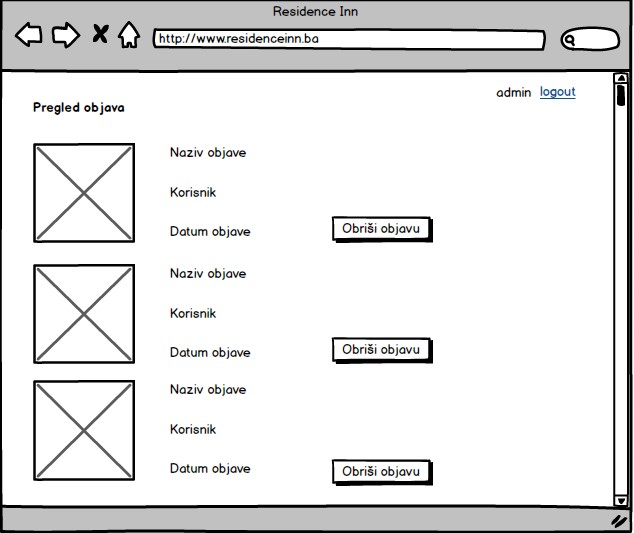 Residence Inn
http://www.residenceinn.ba
admin logout
Pregled objava
Naziv objave
Korisnik
Datum objave
Obriši objavu
Naziv objave
Korisnik
Datum objave
Obriši objavu
Naziv objave
Korisnik
Datum objave
Obriši objavu